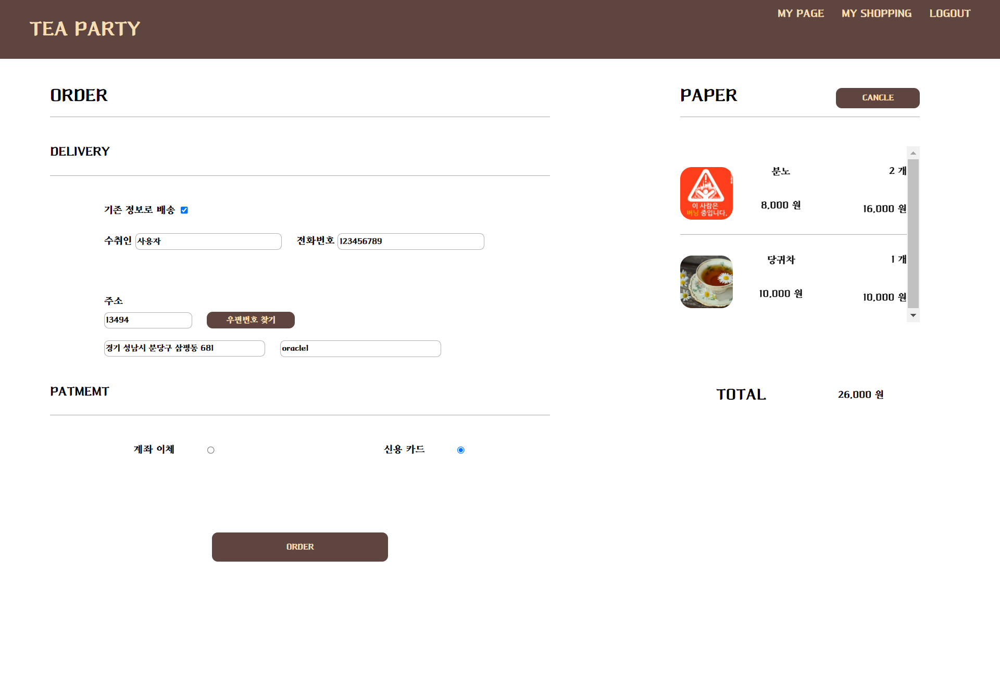 TEA PARTY
MY PAGE MY SHOPPING LOGOUT
ORDER
DELIVERY
기존 정보로 배송
수취인 사용자 전화번호 123456789
주소
13494 우편번호 찾기
경기 성남시 분당구 삼평동 681 oracle1
PATMEMT
계좌 이체 신용 카드
ORDER
PAPER CANCLE
이 사람은
버닝 중입니다.
분노 2 개
8,000 원 16,000 원
당귀차 1 개
10,000 원 10,000 원
TOTAL 26,000 원